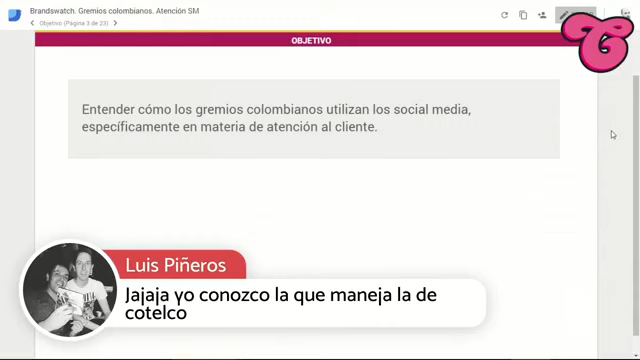 Brandswatch. Gremios colombianos. Atención SM
Objetivo (Página 3 de 23)
OBJETIVO
Entender cómo los gremios colombianos utilizan los social media,
específicamente en materia de atención al cliente.
Luis Piñeros
Jajaja yo conozco la que maneja la de
cotelco